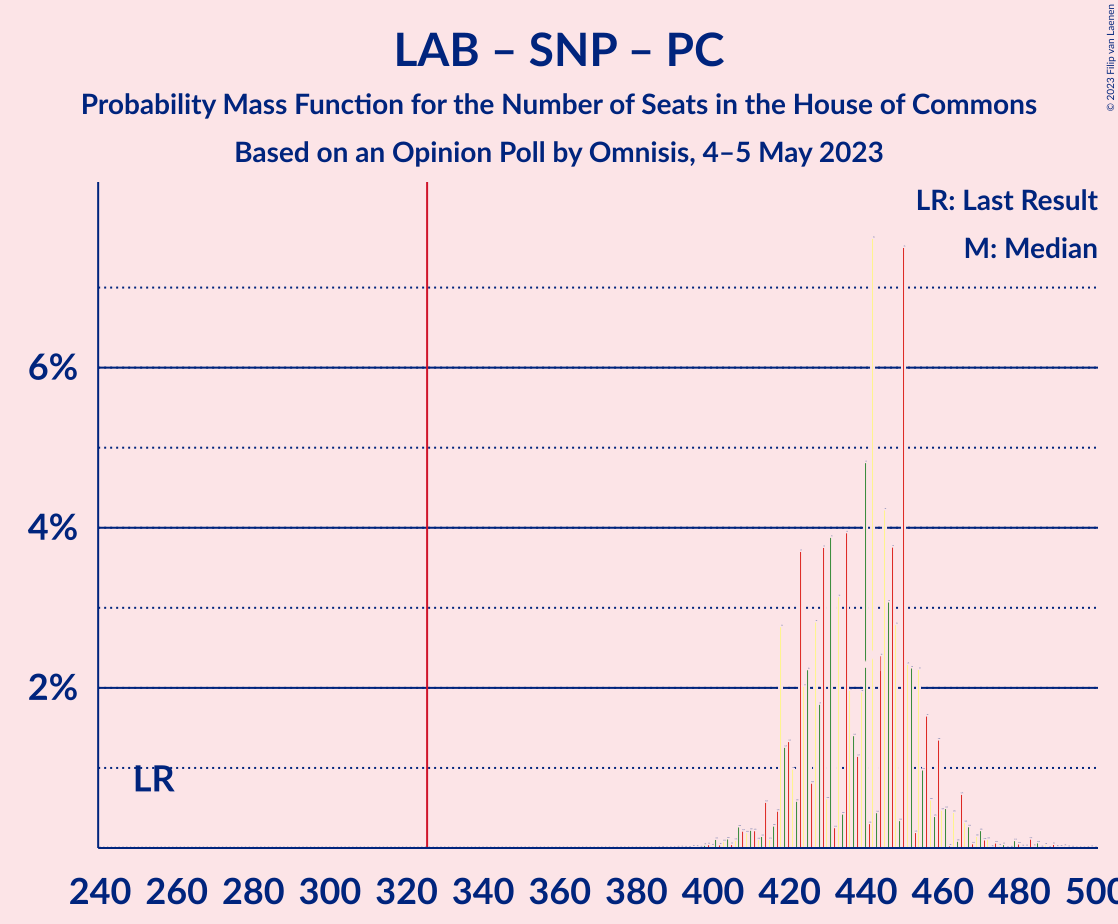 LAB – SNP – PC
Probability Mass Function for the Number of Seats in the House of Commons
Based on an Opinion Poll by Omnisis, 4–5 May 2023
© 2023 Filip van Laenen
LR: Last Result
M: Median
6%
4%
2%
LR
240 260 280 300 320 340 360 380 400 420 440 460 480 500